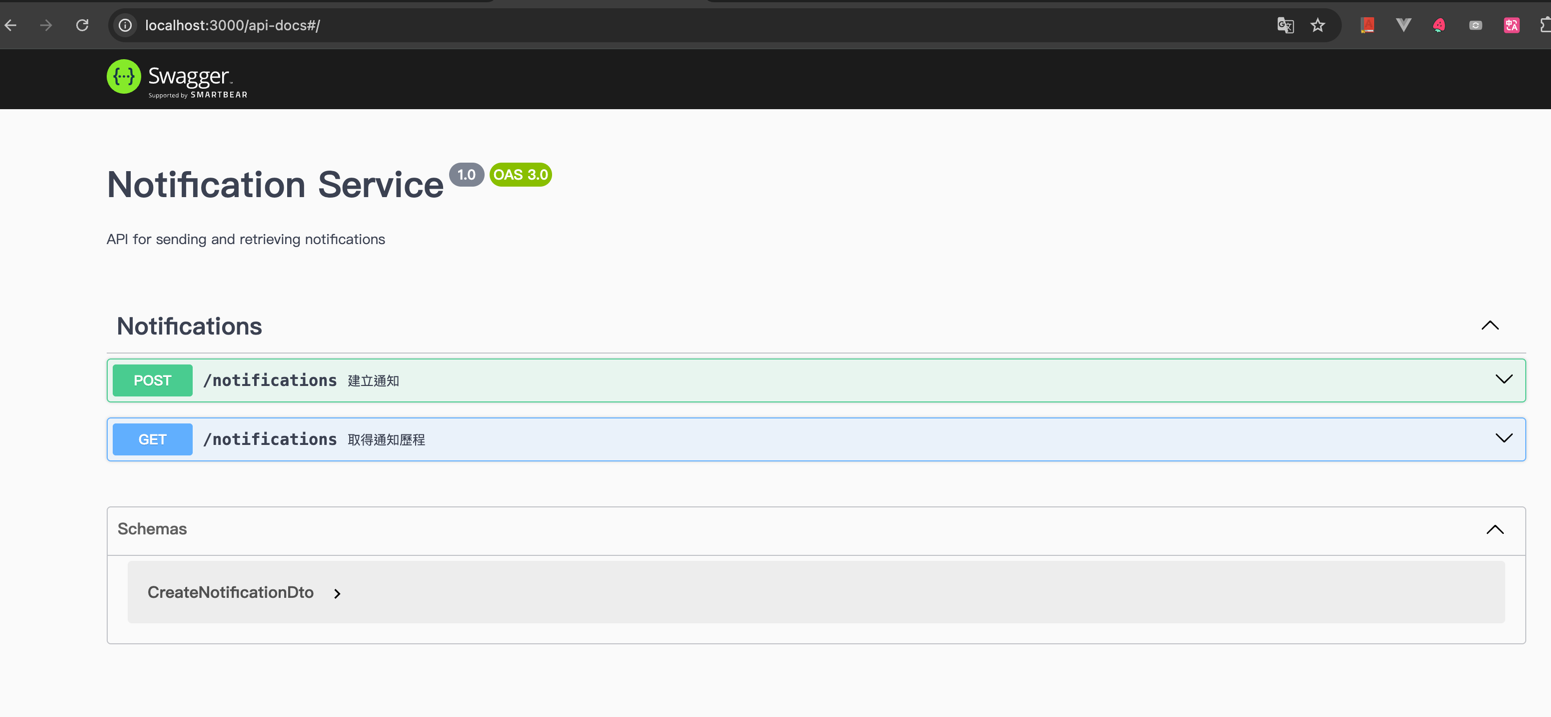 localhost:3000/api-docs#/
Swagger
Supported by SMARTBEAR
Notification Service 1.0 OAS 3.0
API for sending and retrieving notifications
Notifications
POST /notifications 建立通知
GET /notifications 取得通知歷程
Schemas
CreateNotificationDto